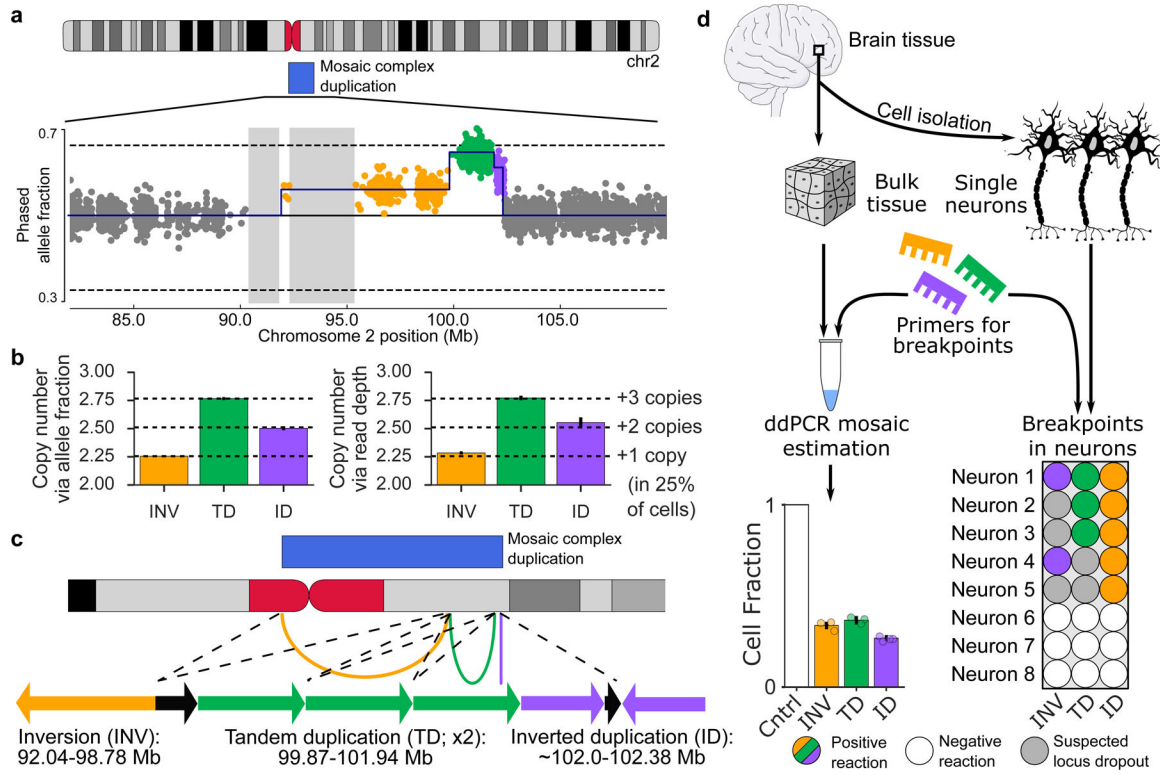 a
chr2
Mosaic complex
duplication
0.7
Phased
allele fraction
0.3
85.0
90.0
95.0
100.0
105.0
Chromosome 2 position (Mb)
b
Copy number
via allele fraction
3.00
2.75
2.50
2.25
2.00
INV
TD
ID
Copy number
via read depth
3.00
2.75
2.50
2.25
2.00
INV
TD
ID
+3 copies
+2 copies
+1 copy
(in 25%
of cells)
c
Mosaic complex
duplication
Inversion (INV):
92.04-98.78 Mb
Tandem duplication (TD; x2):
99.87-101.94 Mb
Inverted duplication (ID):
~102.0-102.38 Mb
d
Brain tissue
Cell isolation
Bulk
tissue
Single
neurons
Primers for
breakpoints
ddPCR mosaic
estimation
Breakpoints
in neurons
Cell Fraction
1
0
Cntrl
INV
TD
ID
Neuron 1
Neuron 2
Neuron 3
Neuron 4
Neuron 5
Neuron 6
Neuron 7
Neuron 8
INV
TD
ID
Positive
reaction
Negative
reaction
Suspected
locus dropout